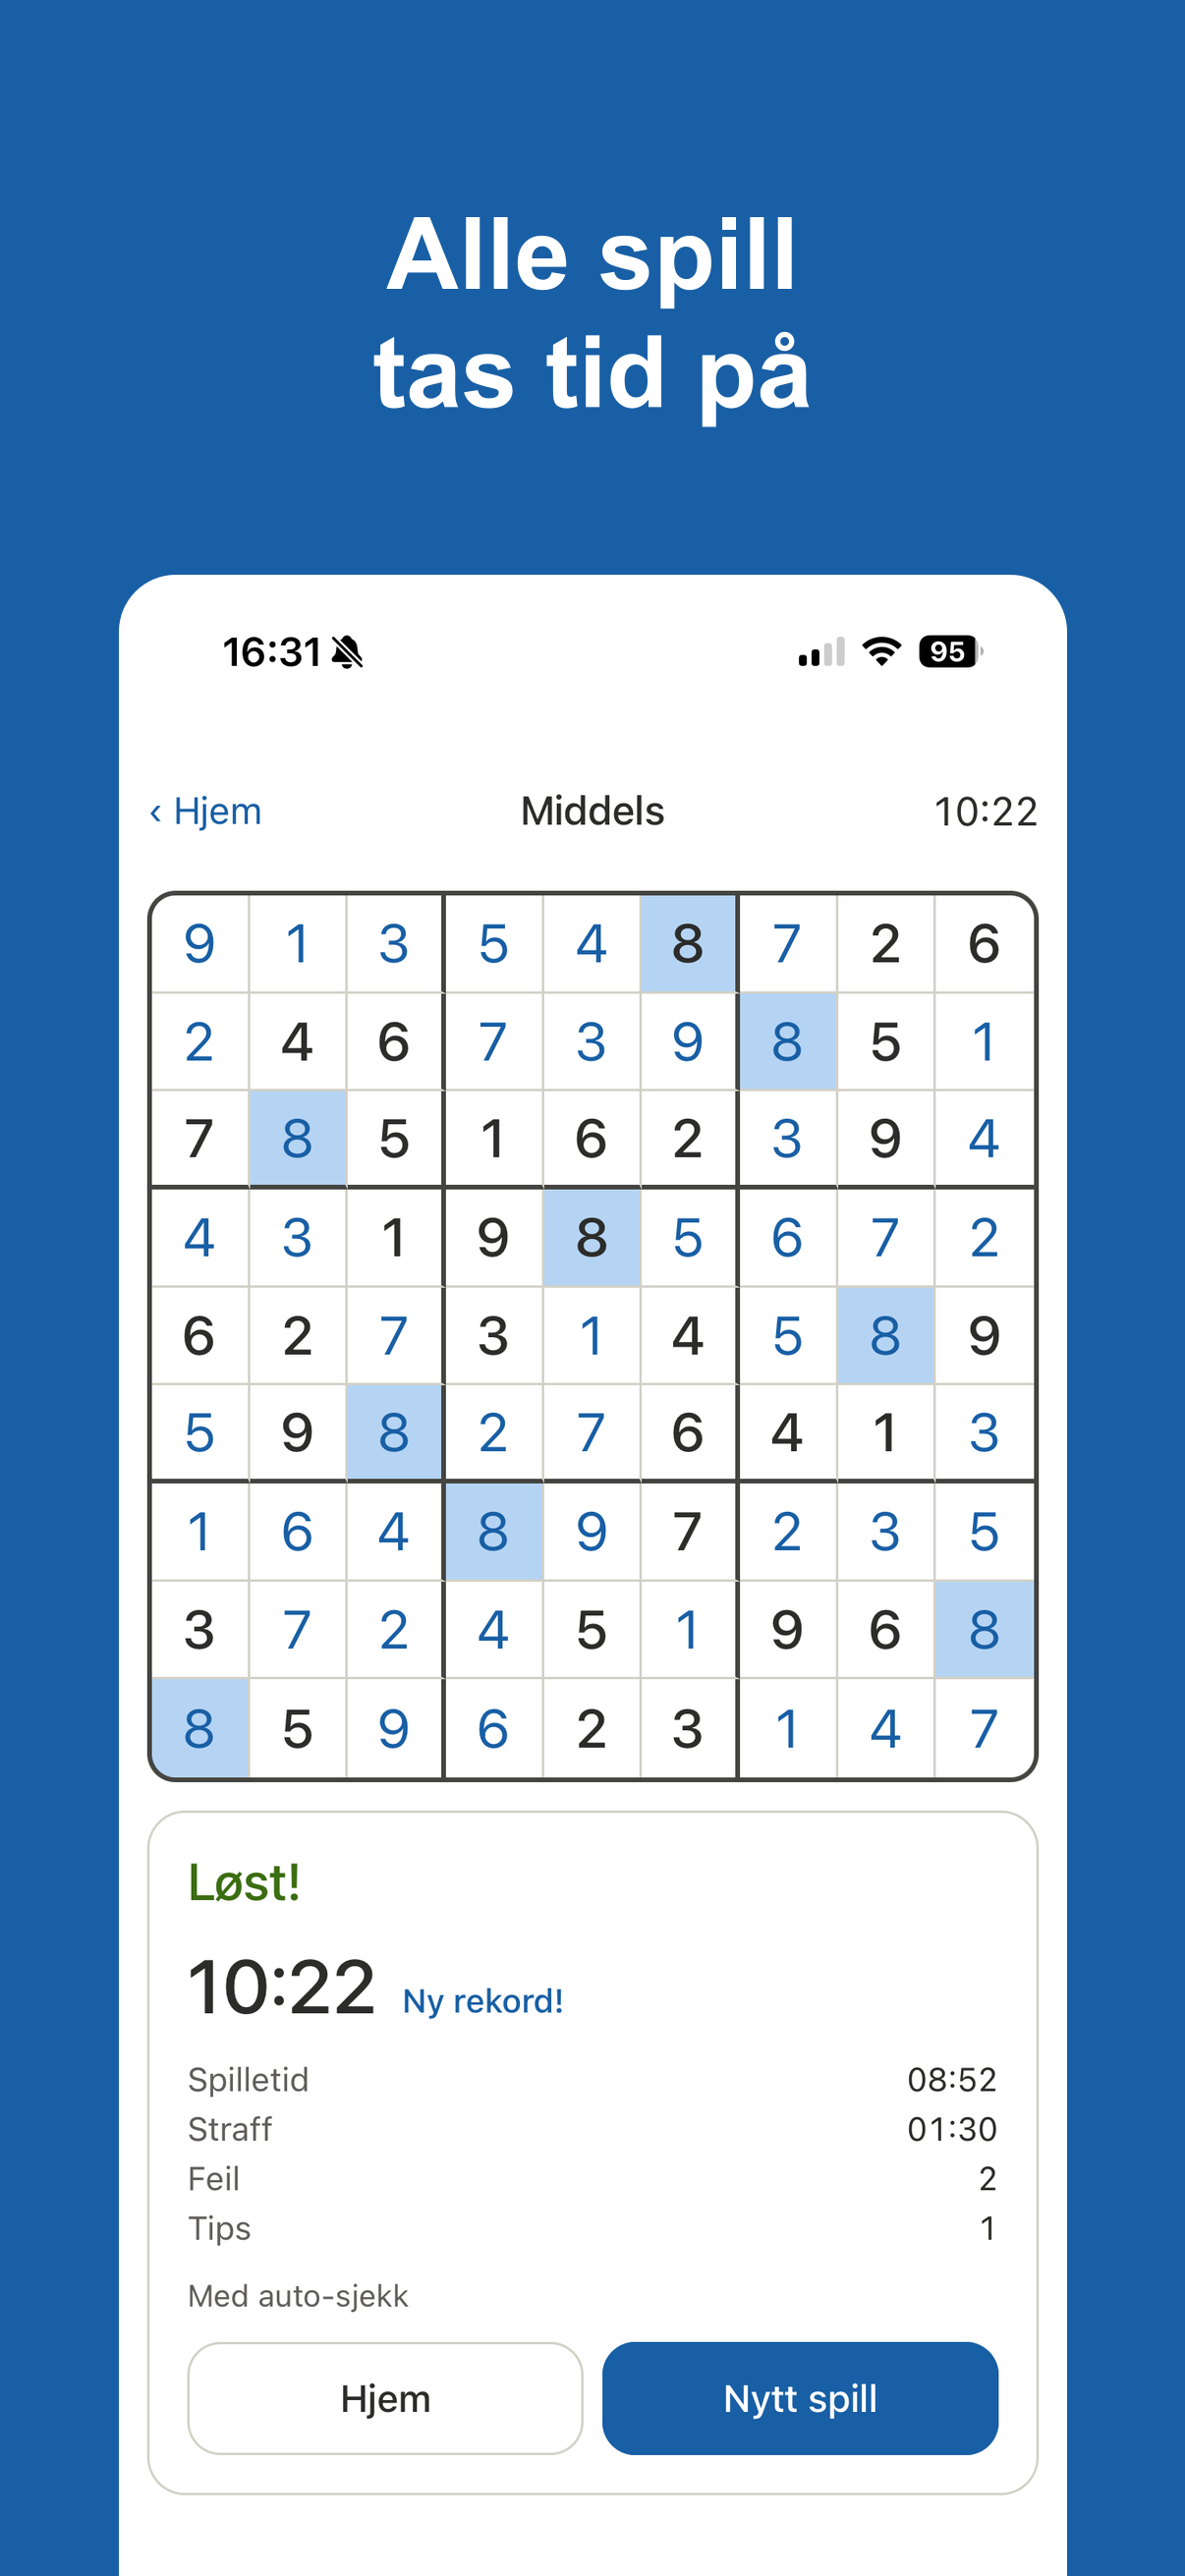 Alle spill
tas tid på
16:31 95
‹ Hjem Middels 10:22
9 1 3 5 4 8 7 2 6
2 4 6 7 3 9 8 5 1
7 8 5 1 6 2 3 9 4
4 3 1 9 8 5 6 7 2
6 2 7 3 1 4 5 8 9
5 9 8 2 7 6 4 1 3
1 6 4 8 9 7 2 3 5
3 7 2 4 5 1 9 6 8
8 5 9 6 2 3 1 4 7
Løst!
10:22 Ny rekord!
Spilletid 08:52
Straff 01:30
Feil 2
Tips 1
Med auto-sjekk
Hjem Nytt spill